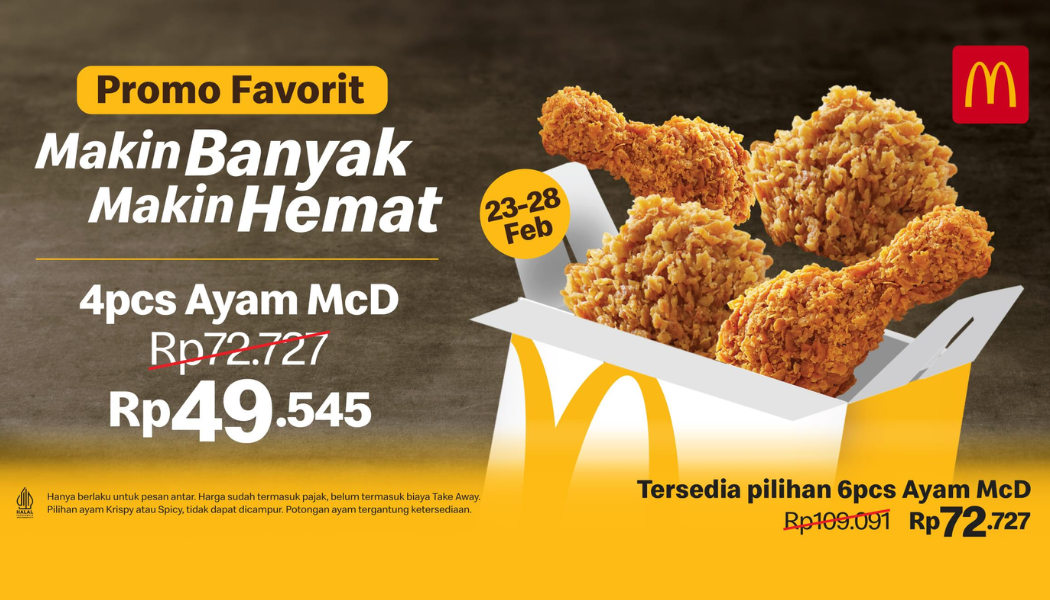 Promo Favorit
Makin Banyak
Makin Hemat
23-28
Feb
4pcs Ayam McD
Rp72.727
Rp49.545
HALAL
Hanya berlaku untuk pesan antar. Harga sudah termasuk pajak, belum termasuk biaya Take Away.
Pilihan ayam Krispy atau Spicy, tidak dapat dicampur. Potongan ayam tergantung ketersediaan.
Tersedia pilihan 6pcs Ayam McD
Rp109.091 Rp72.727